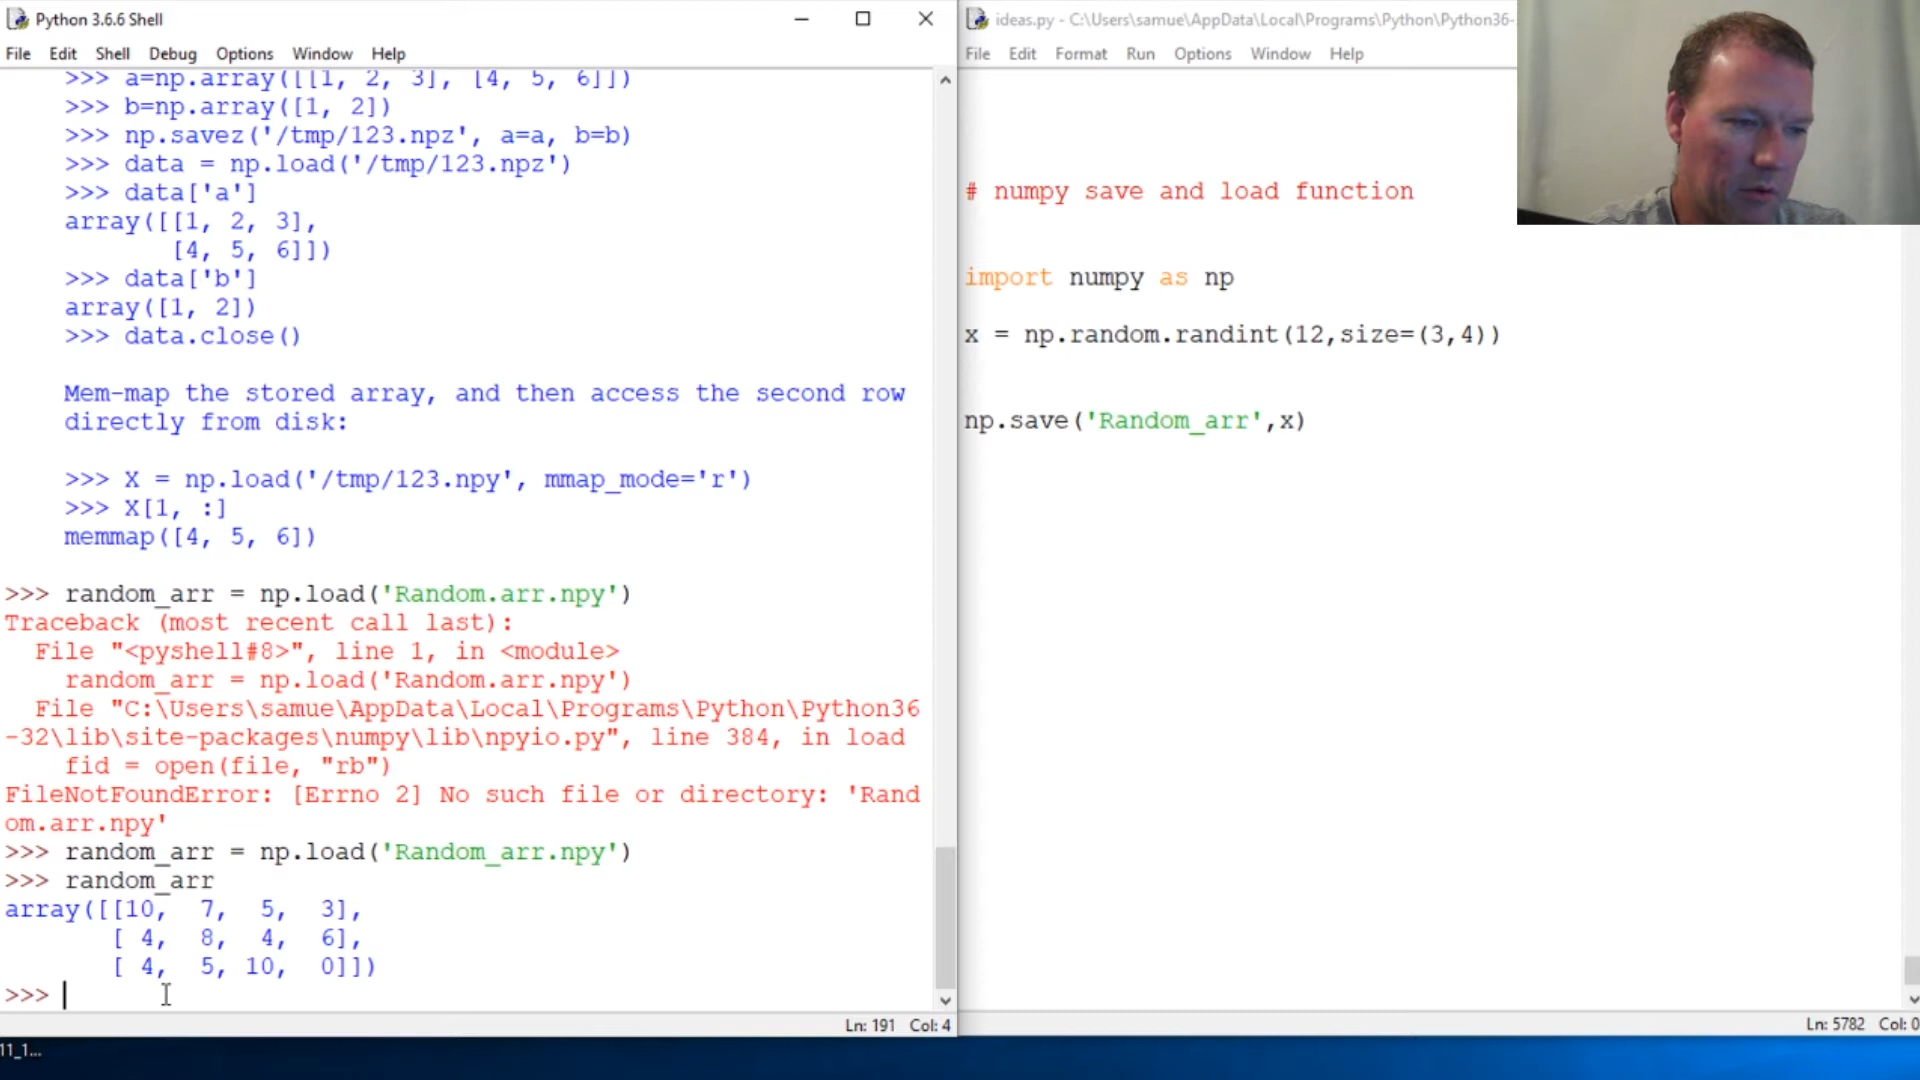 Python 3.6.6 Shell
File Edit Shell Debug Options Window Help
>>> a=np.array([[1, 2, 3], [4, 5, 6]])
>>> b=np.array([1, 2])
>>> np.savez('/tmp/123.npz', a=a, b=b)
>>> data = np.load('/tmp/123.npz')
>>> data['a']
array([[1, 2, 3],
[4, 5, 6]])
>>> data['b']
array([1, 2])
>>> data.close()
Mem-map the stored array, and then access the second row
directly from disk:
>>> X = np.load('/tmp/123.npy', mmap_mode='r')
>>> X[1, :]
memmap([4, 5, 6])
>>> random_arr = np.load('Random.arr.npy')
Traceback (most recent call last):
File "<pyshell#8>", line 1, in <module>
random_arr = np.load('Random.arr.npy')
File "C:\Users\samue\AppData\Local\Programs\Python\Python36
-32\lib\site-packages\numpy\lib\npyio.py", line 384, in load
fid = open(file, "rb")
FileNotFoundError: [Errno 2] No such file or directory: 'Rand
om.arr.npy'
>>> random_arr = np.load('Random_arr.npy')
>>> random_arr
array([[10, 7, 5, 3],
[ 4, 8, 4, 6],
[ 4, 5, 10, 0]])
>>>
Ln: 191 Col: 4
11_1...
ideas.py - C:\Users\samue\AppData\Local\Programs\Python\Python36-
File Edit Format Run Options Window Help
# numpy save and load function
import numpy as np
x = np.random.randint(12,size=(3,4))
np.save('Random_arr',x)
Ln: 5782 Col: 0